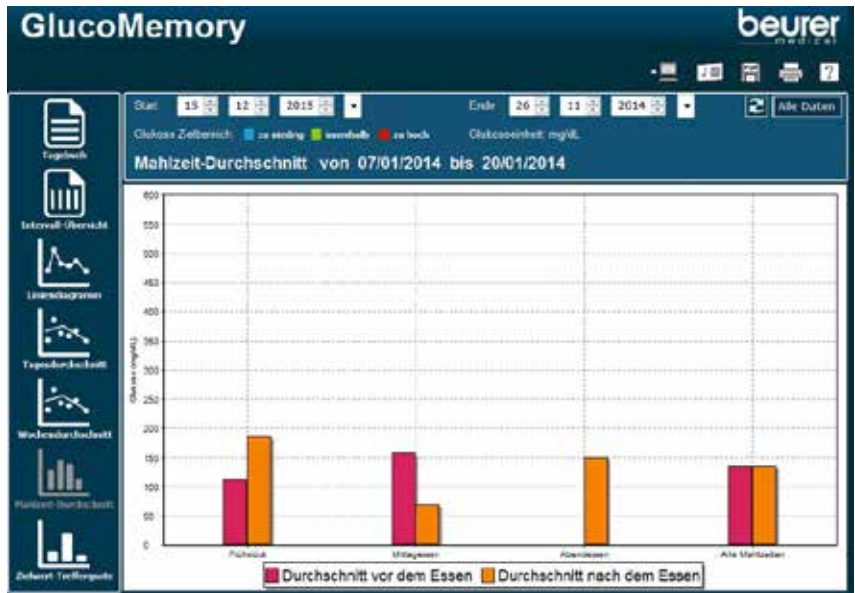 GlucoMemory
beurer
medical
?
Start 15 12 2015
Ende 26 11 2014
Alle Daten
Glukose Zielbereich: zu niedrig innerhalb zu hoch
Glukoseeinheit: mg/dL
Mahlzeit-Durchschnitt von 07/01/2014 bis 20/01/2014
Tagebuch
Intervall-Übersicht
Liniendiagramm
Tagesdurchschnitt
Wochendurchschnitt
Mahlzeit-Durchschnitt
Zielwert-Trefferquote
Glukose (mg/dL)
600
550
500
450
400
350
300
250
200
150
100
50
0
Frühstück
Mittagessen
Abendessen
Alle Mahlzeiten
Durchschnitt vor dem Essen
Durchschnitt nach dem Essen